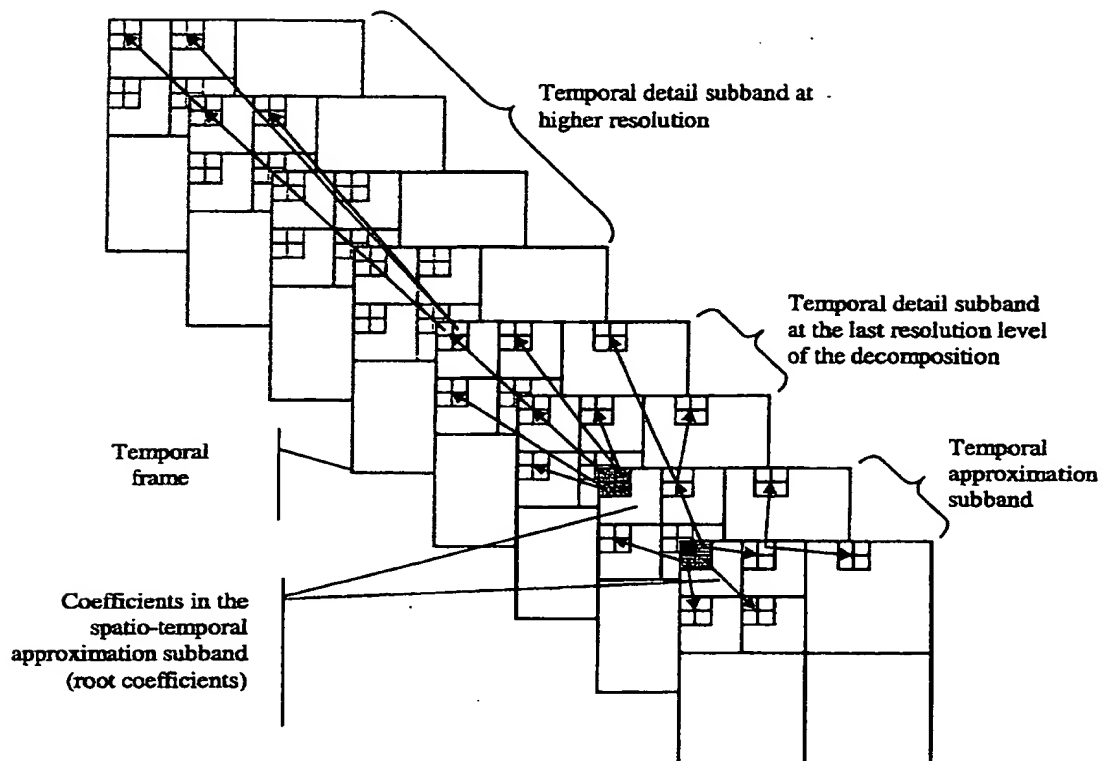 Temporal detail subband at
higher resolution
Temporal detail subband
at the last resolution level
of the decomposition
Temporal
approximation
subband
Temporal
frame
Coefficients in the
spatio-temporal
approximation subband
(root coefficients)